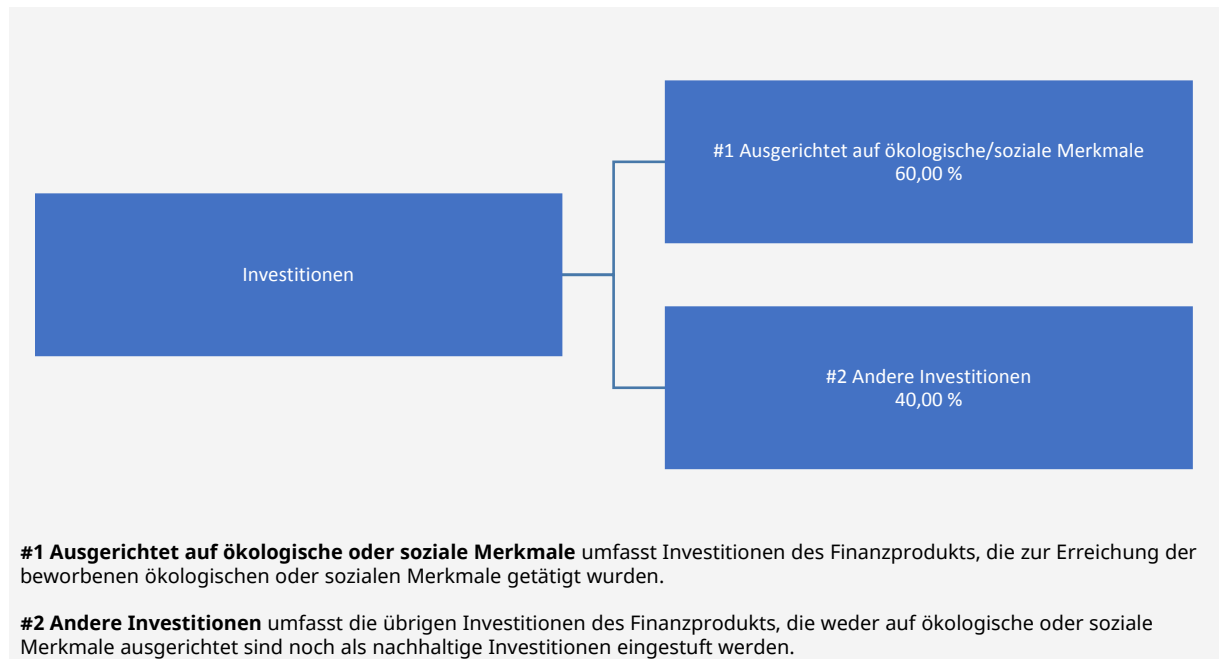 #1 Ausgerichtet auf ökologische/soziale Merkmale
60,00 %
Investitionen
#2 Andere Investitionen
40,00 %
#1 Ausgerichtet auf ökologische oder soziale Merkmale umfasst Investitionen des Finanzprodukts, die zur Erreichung der
beworbenen ökologischen oder sozialen Merkmale getätigt wurden.
#2 Andere Investitionen umfasst die übrigen Investitionen des Finanzprodukts, die weder auf ökologische oder soziale
Merkmale ausgerichtet sind noch als nachhaltige Investitionen eingestuft werden.